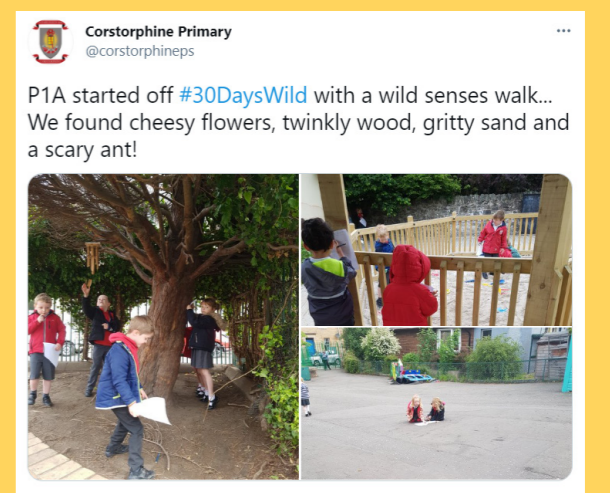 Corstorphine Primary
@corstorphineps
P1A started off #30DaysWild with a wild senses walk...
We found cheesy flowers, twinkly wood, gritty sand and
a scary ant!